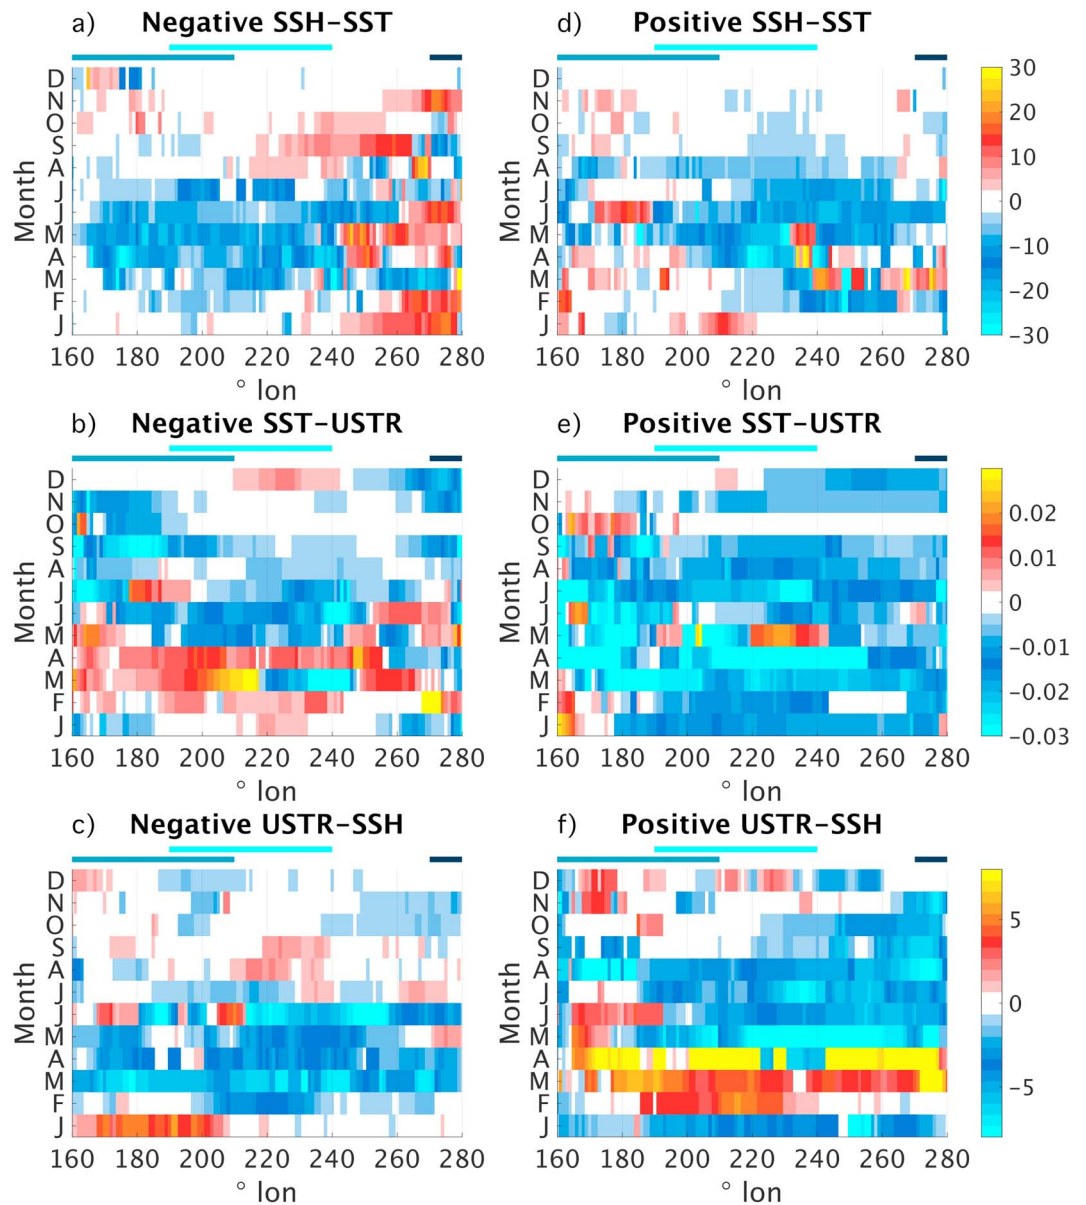 a) Negative SSH-SST
D
N
O
S
A
J
J
M
A
M
F
J
Month
160 180 200 220 240 260 280
° lon
d) Positive SSH-SST
D
N
O
S
A
J
J
M
A
M
F
J
Month
160 180 200 220 240 260 280
° lon
30
20
10
0
-10
-20
-30
b) Negative SST-USTR
D
N
O
S
A
J
J
M
A
M
F
J
Month
160 180 200 220 240 260 280
° lon
e) Positive SST-USTR
D
N
O
S
A
J
J
M
A
M
F
J
Month
160 180 200 220 240 260 280
° lon
0.02
0.01
0
-0.01
-0.02
-0.03
c) Negative USTR-SSH
D
N
O
S
A
J
J
M
A
M
F
J
Month
160 180 200 220 240 260 280
° lon
f) Positive USTR-SSH
D
N
O
S
A
J
J
M
A
M
F
J
Month
160 180 200 220 240 260 280
° lon
5
0
-5